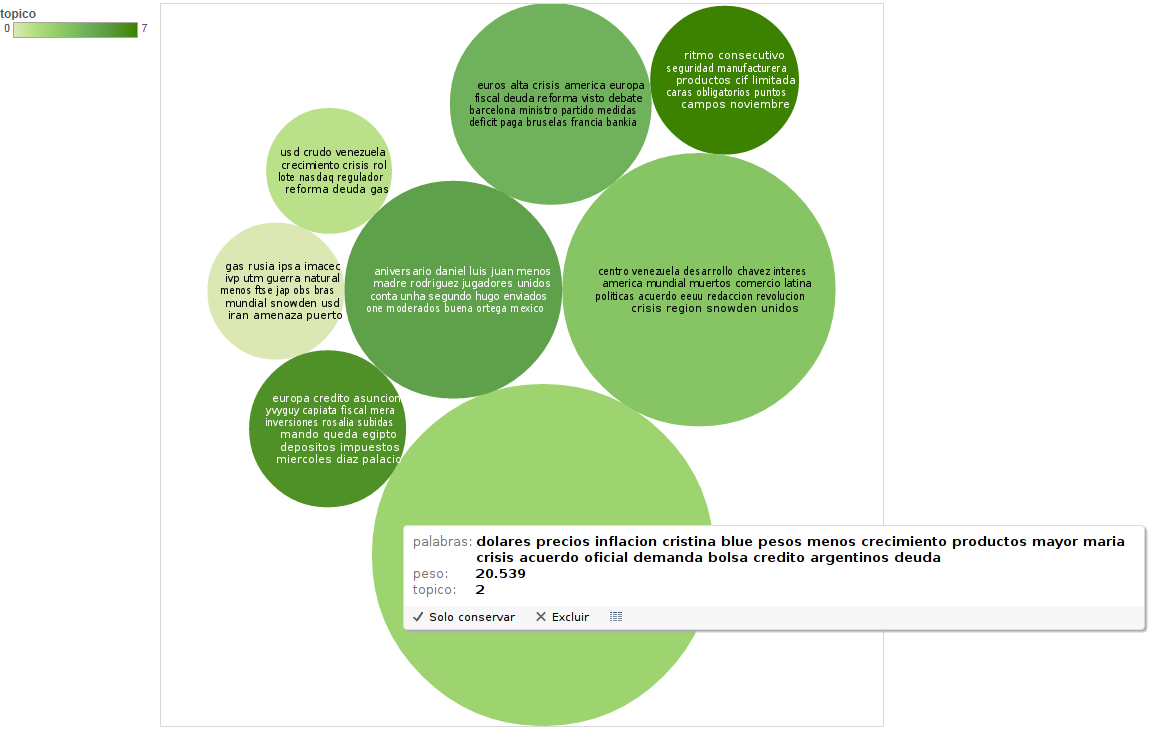 topico
0
7
euros alta crisis america europa
fiscal deuda reforma visto debate
barcelona ministro partido medidas
deficit paga bruselas francia bankia
ritmo consecutivo
seguridad manufacturera
productos cif limitada
caras obligatorios puntos
campos noviembre
usd crudo venezuela
crecimiento crisis rol
lote nasdaq regulador
reforma deuda gas
gas rusia ipsa imacec
ivp utm guerra natural
menos ftse jap obs bras
mundial snowden usd
iran amenaza puerto
aniversario daniel luis juan menos
madre rodriguez jugadores unidos
conta unha segundo hugo enviados
one moderados buena ortega mexico
centro venezuela desarrollo chavez interes
america mundial muertos comercio latina
politicas acuerdo eeuu redaccion revolucion
crisis region snowden unidos
europa credito asuncion
yvyguy capiata fiscal mera
inversiones rosalia subidas
mando queda egipto
depositos impuestos
miercoles diaz palacio
palabras: dolares precios inflacion cristina blue pesos menos crecimiento productos mayor maria
crisis acuerdo oficial demanda bolsa credito argentinos deuda
peso: 20.539
topico: 2
Solo conservar Excluir